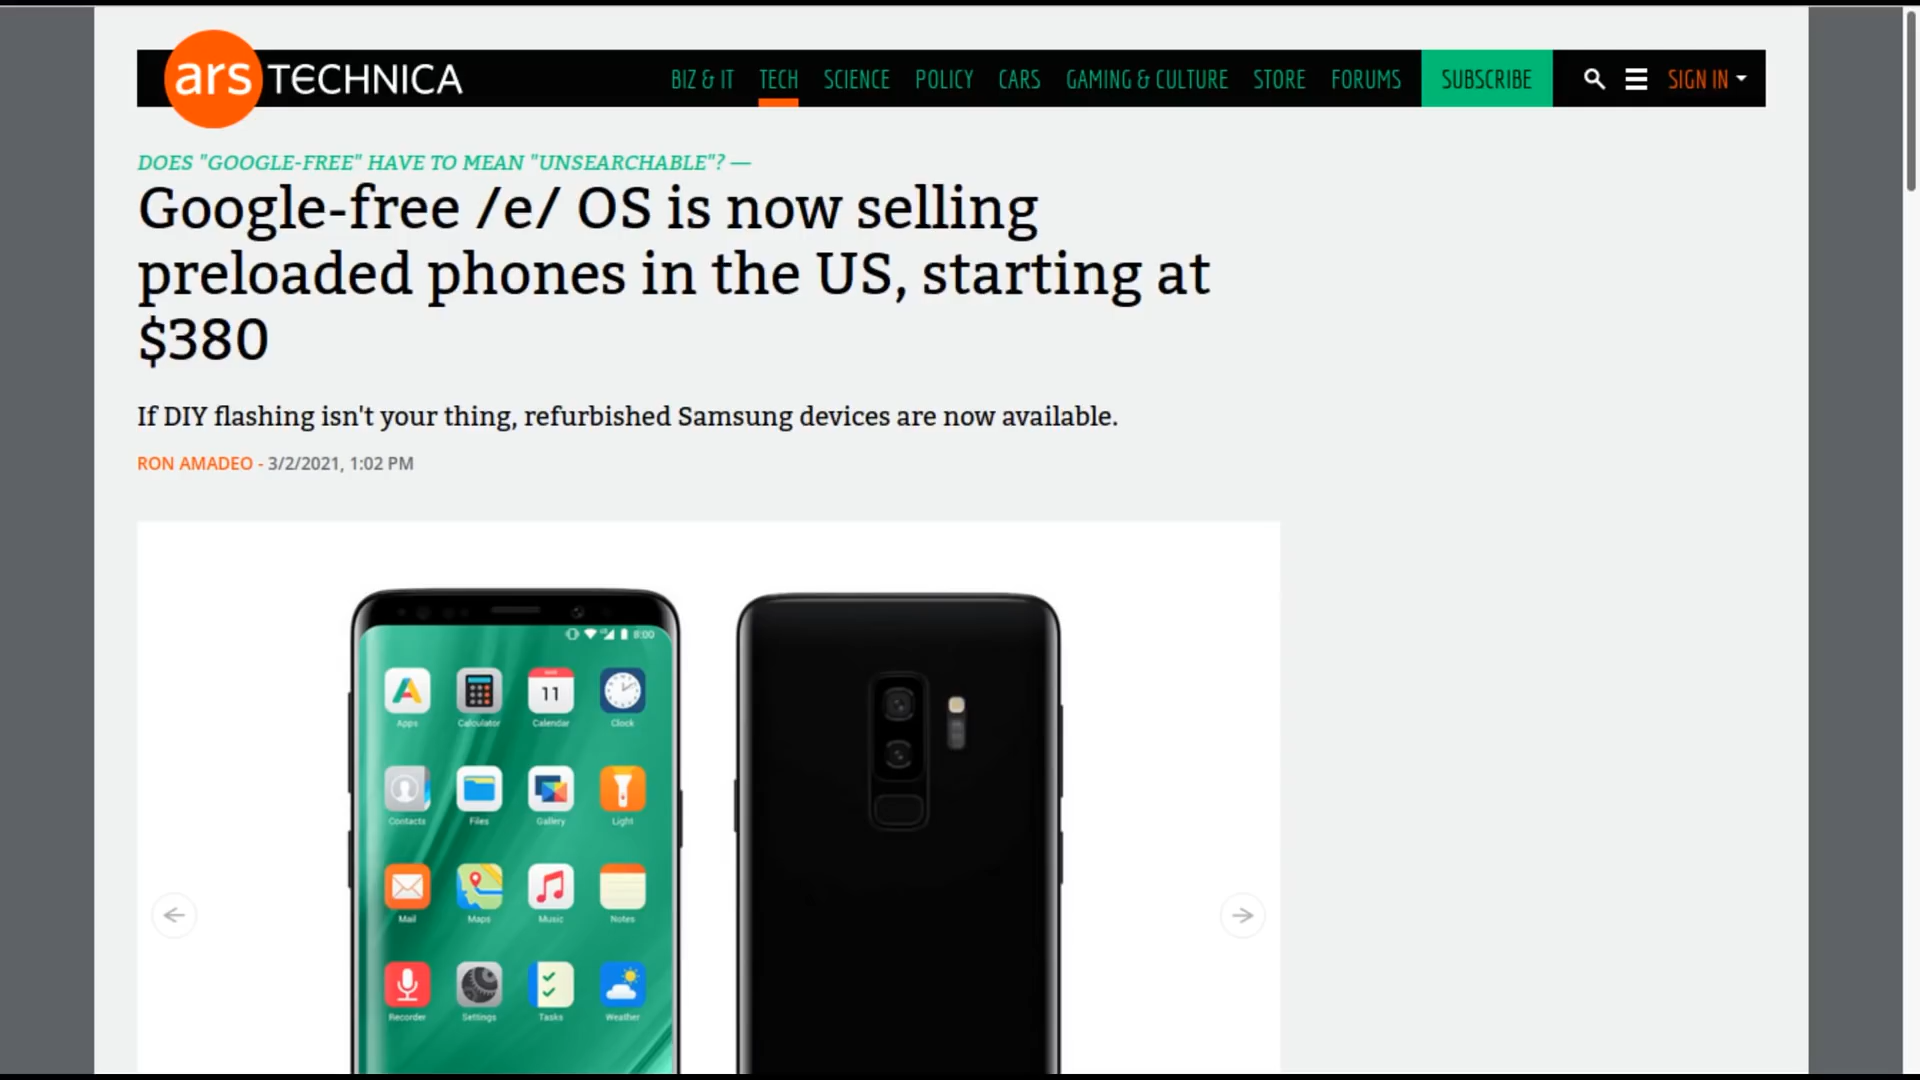 ars TECHNICA
BIZ & IT TECH SCIENCE POLICY CARS GAMING & CULTURE STORE FORUMS SUBSCRIBE SIGN IN
DOES "GOOGLE-FREE" HAVE TO MEAN "UNSEARCHABLE"? —
Google-free /e/ OS is now selling
preloaded phones in the US, starting at
$380
If DIY flashing isn't your thing, refurbished Samsung devices are now available.
RON AMADEO - 3/2/2021, 1:02 PM
8:00
11
Apps Calculator Calendar Clock
Contacts Files Gallery Light
Mail Maps Music Notes
Recorder Settings Tasks Weather